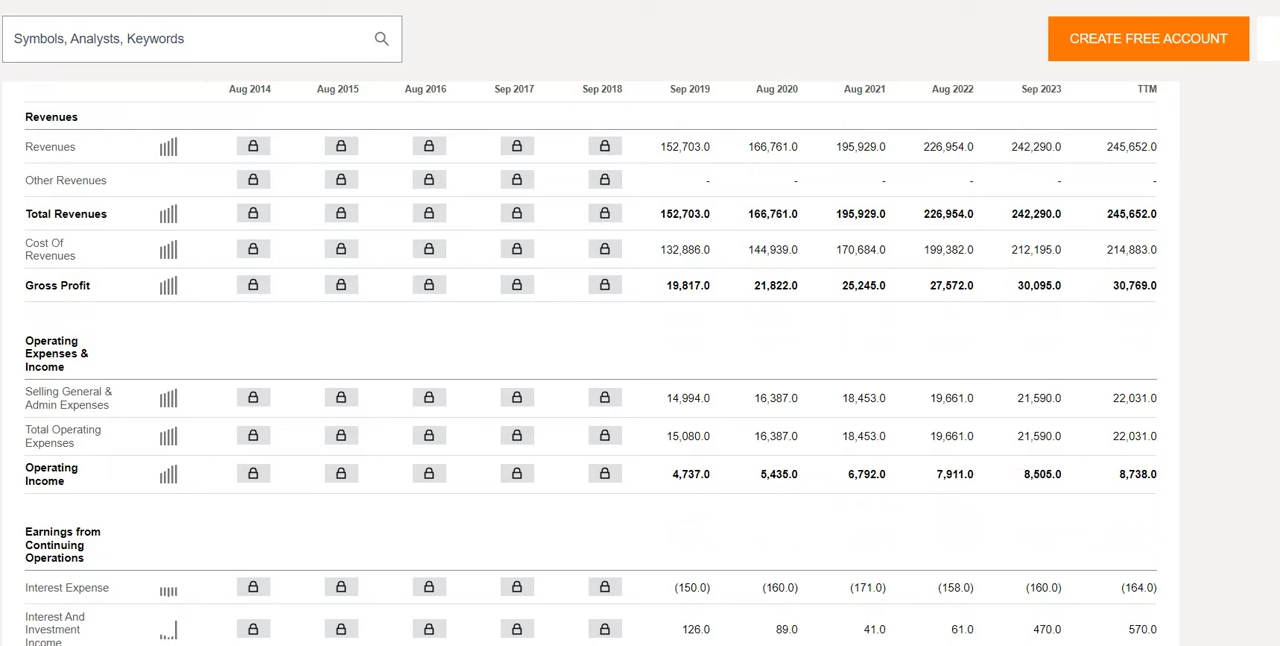 Symbols, Analysts, Keywords
CREATE FREE ACCOUNT
Aug 2014 Aug 2015 Aug 2016 Sep 2017 Sep 2018 Sep 2019 Aug 2020 Aug 2021 Aug 2022 Sep 2023 TTM
Revenues
Revenues 152,703.0 166,761.0 195,929.0 226,954.0 242,290.0 245,652.0
Other Revenues - - - - - -
Total Revenues 152,703.0 166,761.0 195,929.0 226,954.0 242,290.0 245,652.0
Cost Of
Revenues 132,886.0 144,939.0 170,684.0 199,382.0 212,195.0 214,883.0
Gross Profit 19,817.0 21,822.0 25,245.0 27,572.0 30,095.0 30,769.0
Operating
Expenses &
Income
Selling General &
Admin Expenses 14,994.0 16,387.0 18,453.0 19,661.0 21,590.0 22,031.0
Total Operating
Expenses 15,080.0 16,387.0 18,453.0 19,661.0 21,590.0 22,031.0
Operating
Income 4,737.0 5,435.0 6,792.0 7,911.0 8,505.0 8,738.0
Earnings from
Continuing
Operations
Interest Expense (150.0) (160.0) (171.0) (158.0) (160.0) (164.0)
Interest And
Investment 126.0 89.0 41.0 61.0 470.0 570.0
Income